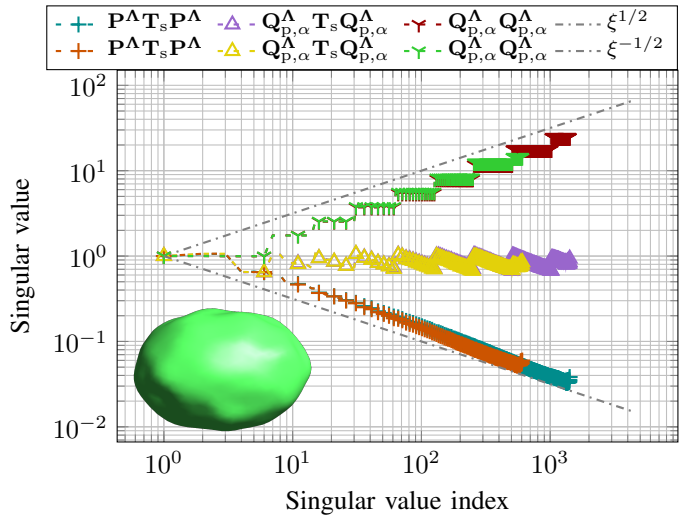 P^Λ T_s P^Λ Q^Λ_{p,α} T_s Q^Λ_{p,α} Q^Λ_{p,α} Q^Λ_{p,α} ξ^{1/2}
P^Λ T_s P^Λ Q^Λ_{p,α} T_s Q^Λ_{p,α} Q^Λ_{p,α} Q^Λ_{p,α} ξ^{−1/2}
10^2
10^1
10^0
10^{−1}
10^{−2}
Singular value
10^0 10^1 10^2 10^3
Singular value index